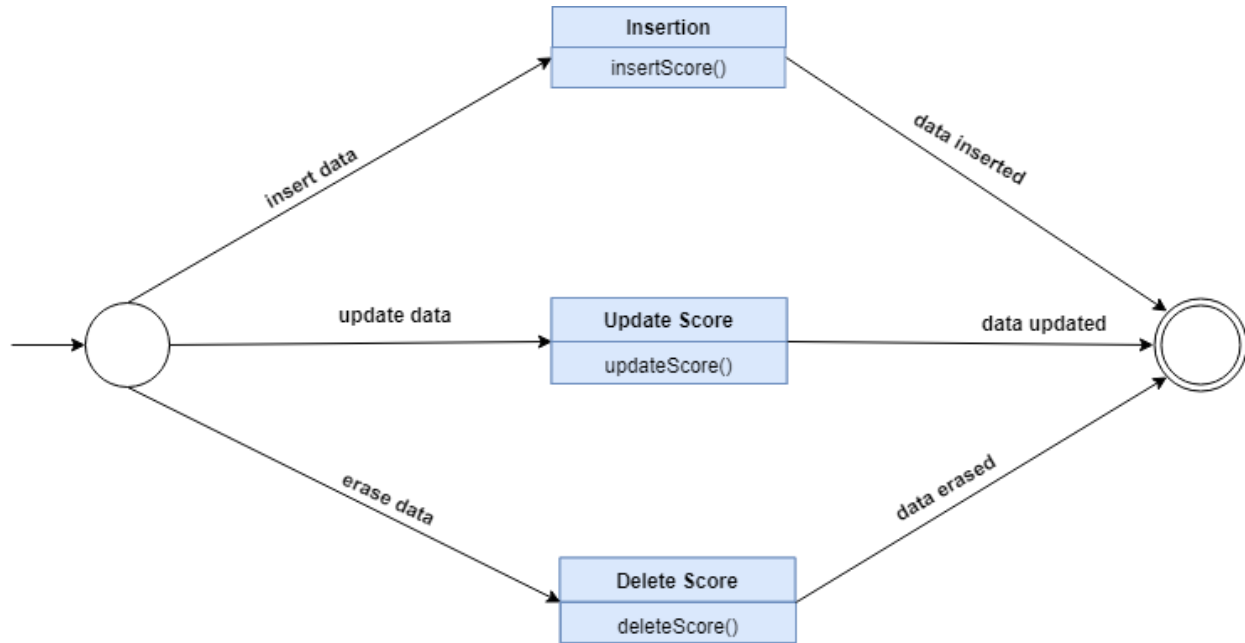 Insertion
insertScore()
insert data
data inserted
update data
Update Score
updateScore()
data updated
erase data
data erased
Delete Score
deleteScore()